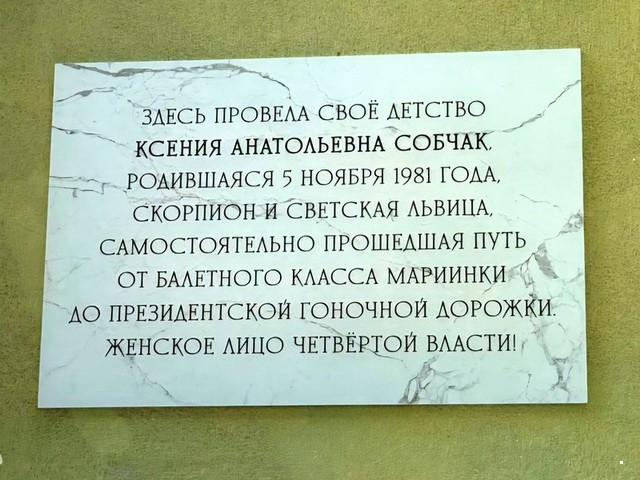 ЗДЕСЬ ПРОВЕЛА СВОЁ ДЕТСТВО
КСЕНИЯ АНАТОЛЬЕВНА СОБЧАК,
РОДИВШАЯСЯ 5 НОЯБРЯ 1981 ГОДА,
СКОРПИОН И СВЕТСКАЯ ЛЬВИЦА,
САМОСТОЯТЕЛЬНО ПРОШЕДШАЯ ПУТЬ
ОТ БАЛЕТНОГО КЛАССА МАРИИНКИ
ДО ПРЕЗИДЕНТСКОЙ ГОНОЧНОЙ ДОРОЖКИ.
ЖЕНСКОЕ ЛИЦО ЧЕТВЁРТОЙ ВЛАСТИ!